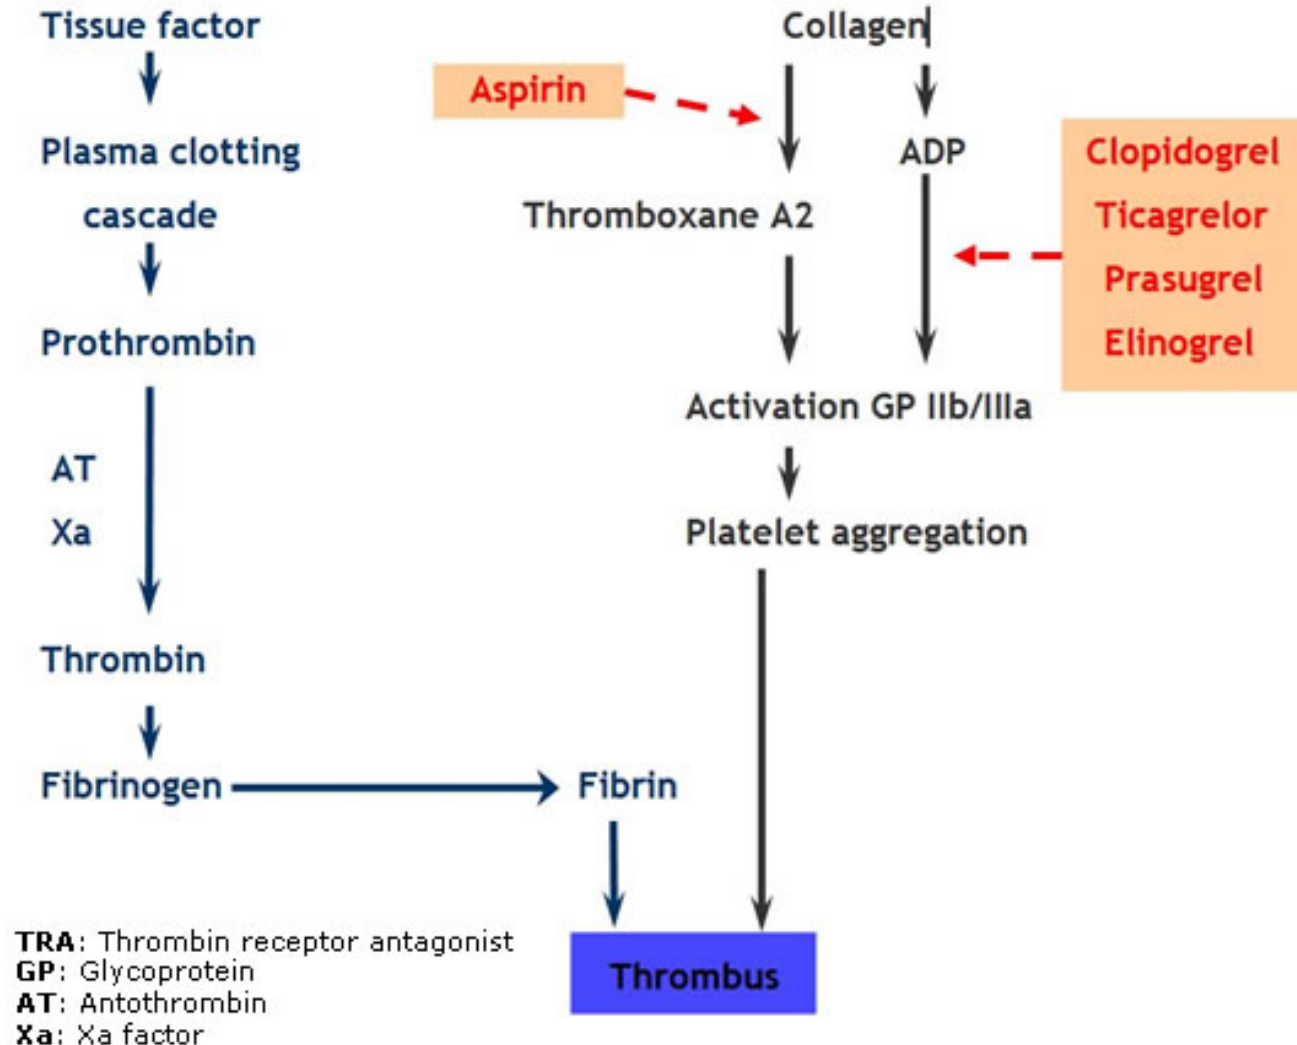 Tissue factor
Plasma clotting
cascade
Prothrombin
AT
Xa
Thrombin
Fibrinogen
Fibrin
Collagen
Aspirin
ADP
Thromboxane A2
Clopidogrel
Ticagrelor
Prasugrel
Elinogrel
Activation GP IIb/IIIa
Platelet aggregation
Thrombus
TRA: Thrombin receptor antagonist
GP: Glycoprotein
AT: Antothrombin
Xa: Xa factor